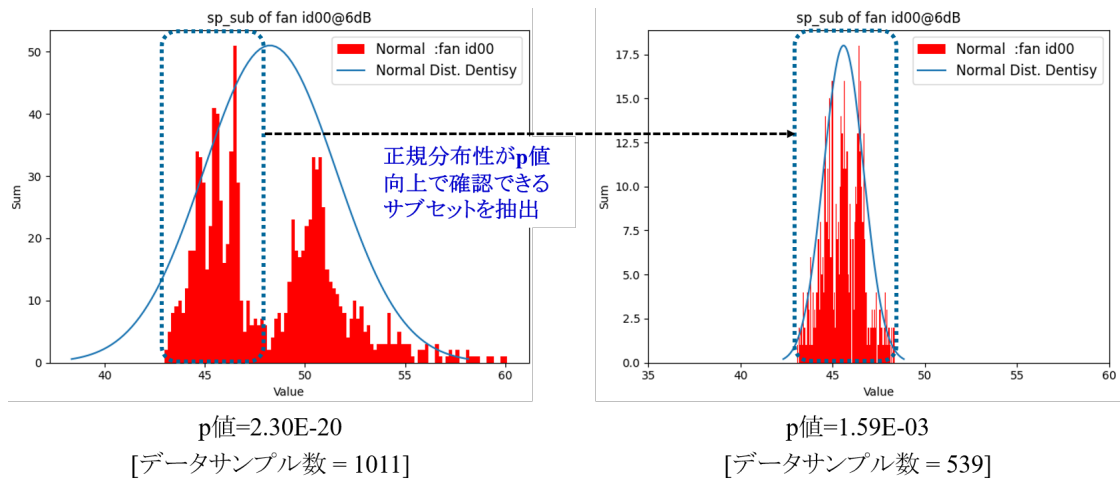 sp_sub of fan id00@6dB
Normal :fan id00
Normal Dist. Dentisy
Sum
50
40
30
20
10
0
40
45
50
55
60
Value
正規分布性がp値
向上で確認できる
サブセットを抽出
sp_sub of fan id00@6dB
Normal :fan id00
Normal Dist. Dentisy
Sum
17.5
15.0
12.5
10.0
7.5
5.0
2.5
0.0
35
40
45
50
55
60
Value
p値=2.30E-20
[データサンプル数 = 1011]
p値=1.59E-03
[データサンプル数 = 539]